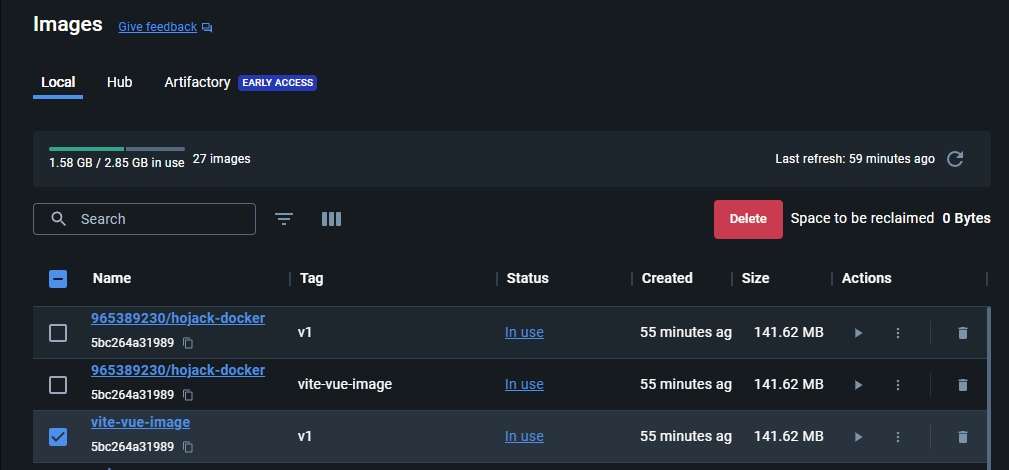 Images Give feedback
Local Hub Artifactory EARLY ACCESS
1.58 GB / 2.85 GB in use 27 images Last refresh: 59 minutes ago
Search Delete Space to be reclaimed 0 Bytes
Name Tag Status Created Size Actions
965389230/hojack-docker
5bc264a31989 v1 In use 55 minutes ag 141.62 MB
965389230/hojack-docker
5bc264a31989 vite-vue-image In use 55 minutes ag 141.62 MB
vite-vue-image
5bc264a31989 v1 In use 55 minutes ag 141.62 MB